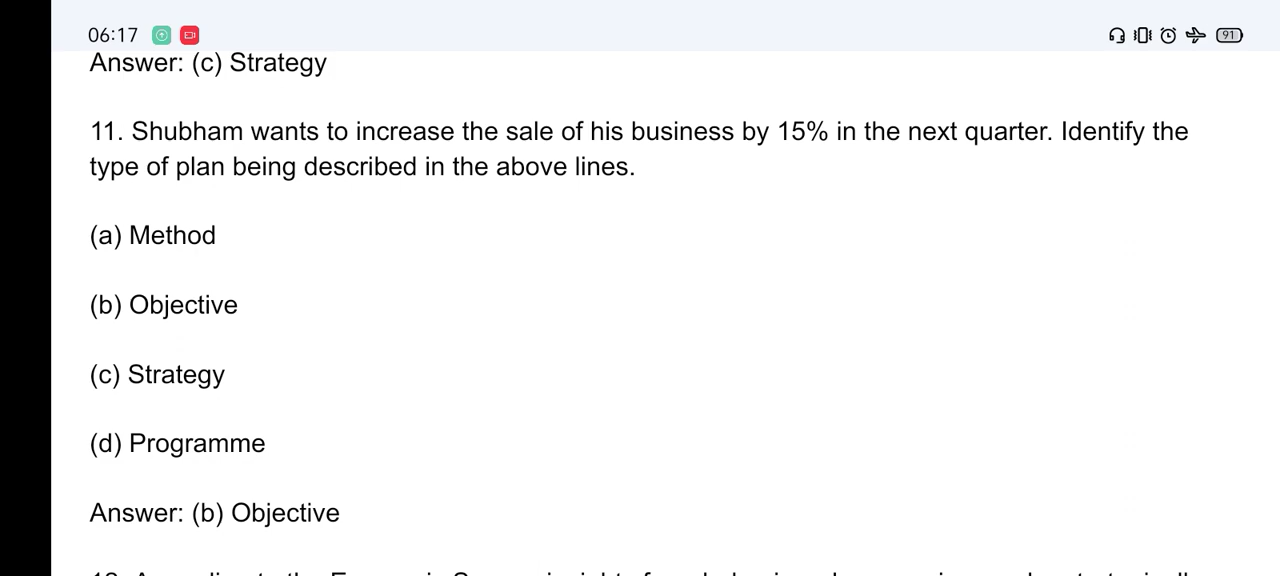 06:17
91
Answer: (c) Strategy
11. Shubham wants to increase the sale of his business by 15% in the next quarter. Identify the
type of plan being described in the above lines.
(a) Method
(b) Objective
(c) Strategy
(d) Programme
Answer: (b) Objective